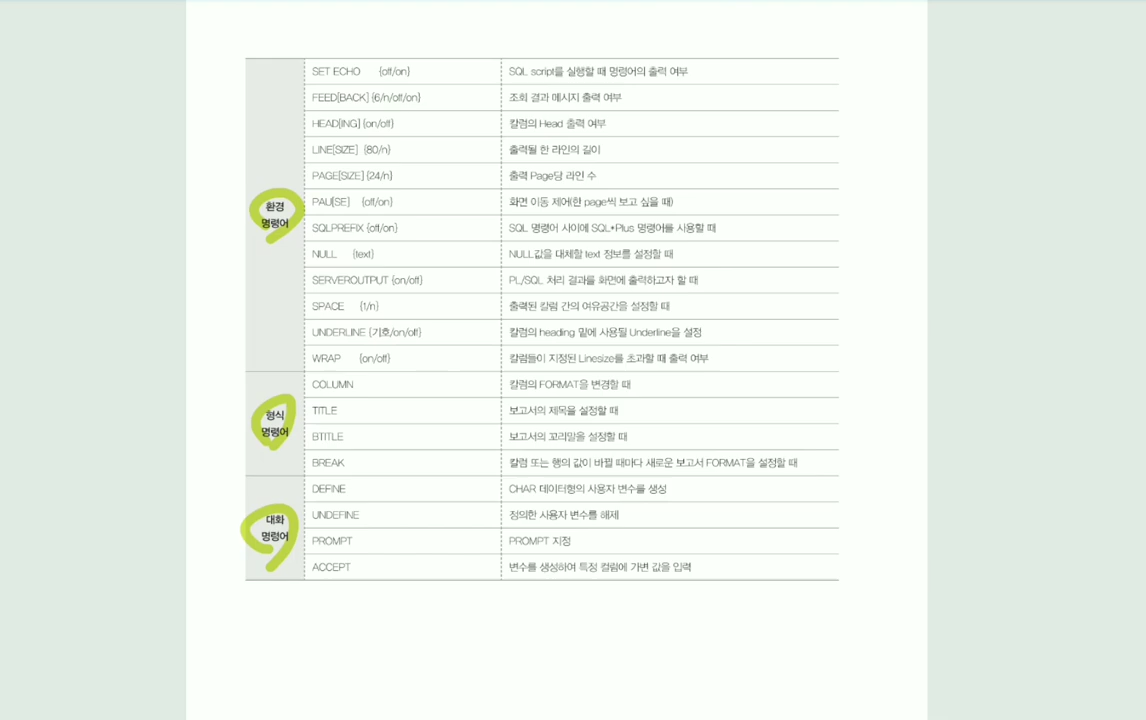 SET ECHO {off/on} SQL script를 실행할 때 명령어의 출력 여부
FEED[BACK] {6/n/off/on} 조회 결과 메시지 출력 여부
HEAD[ING] {on/off} 칼럼의 Head 출력 여부
LINE[SIZE] {80/n} 출력될 한 라인의 길이
PAGE[SIZE] {24/n} 출력 Page당 라인 수
환경
명령어
PAU[SE] {off/on} 화면 이동 제어(한 page씩 보고 싶을 때)
SQLPREFIX {off/on} SQL 명령어 사이에 SQL*Plus 명령어를 사용할 때
NULL {text} NULL값을 대체할 text 정보를 설정할 때
SERVEROUTPUT {on/off} PL/SQL 처리 결과를 화면에 출력하고자 할 때
SPACE {1/n} 출력된 칼럼 간의 여유공간을 설정할 때
UNDERLINE {기호/on/off} 칼럼의 heading 밑에 사용될 Underline을 설정
WRAP {on/off} 칼럼들이 지정된 Linesize를 초과할 때 출력 여부
형식
명령어
COLUMN 칼럼의 FORMAT을 변경할 때
TITLE 보고서의 제목을 설정할 때
BTITLE 보고서의 꼬리말을 설정할 때
BREAK 칼럼 또는 행의 값이 바뀔 때마다 새로운 보고서 FORMAT을 설정할 때
대화
명령어
DEFINE CHAR 데이터형의 사용자 변수를 생성
UNDEFINE 정의한 사용자 변수를 해제
PROMPT PROMPT 지정
ACCEPT 변수를 생성하여 특정 컬럼에 가변 값을 입력